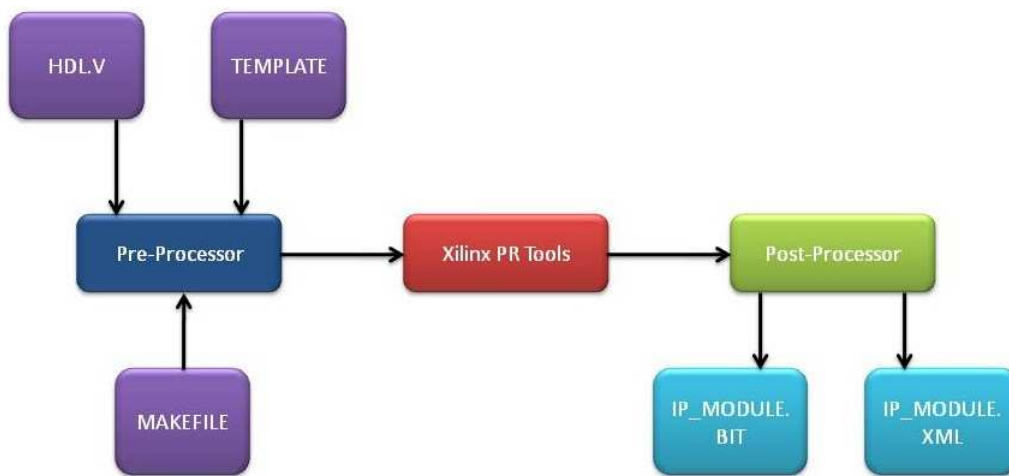 HDL.V
TEMPLATE
Pre-Processor
Xilinx PR Tools
Post-Processor
MAKEFILE
IP_MODULE.
BIT
IP_MODULE.
XML